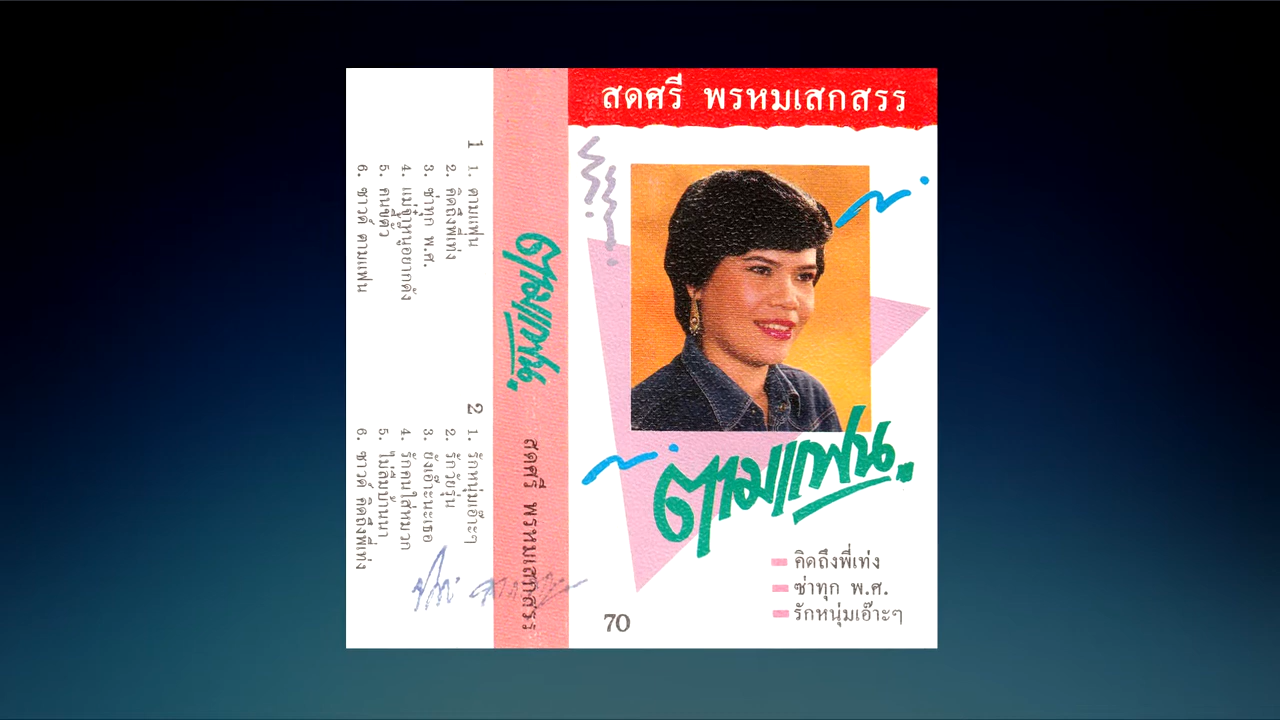 สดศรี พรหมเสกสรร
ตามแฟน
คิดถึงพี่เท่ง
ซ่าทุก พ.ศ.
รักหนุ่มเอ๊าะๆ
70
ตามแฟน
สดศรี พรหมเสกสรร
1
1. ตามแฟน
2. คิดถึงพี่เท่ง
3. ซ่าทุก พ.ศ.
4. แม่จ๋าหนูอยากดัง
5. คนขี้ตั๊ว
6. ซาวด์ ตามแฟน
2
1. รักหนุ่มเอ๊าะๆ
2. รักวัยรุ่น
3. ยังเอ๊าะนะเธอ
4. รักคนใส่หมวก
5. ไม่ลืมบ้านนา
6. ซาวด์ คิดถึงพี่เท่ง